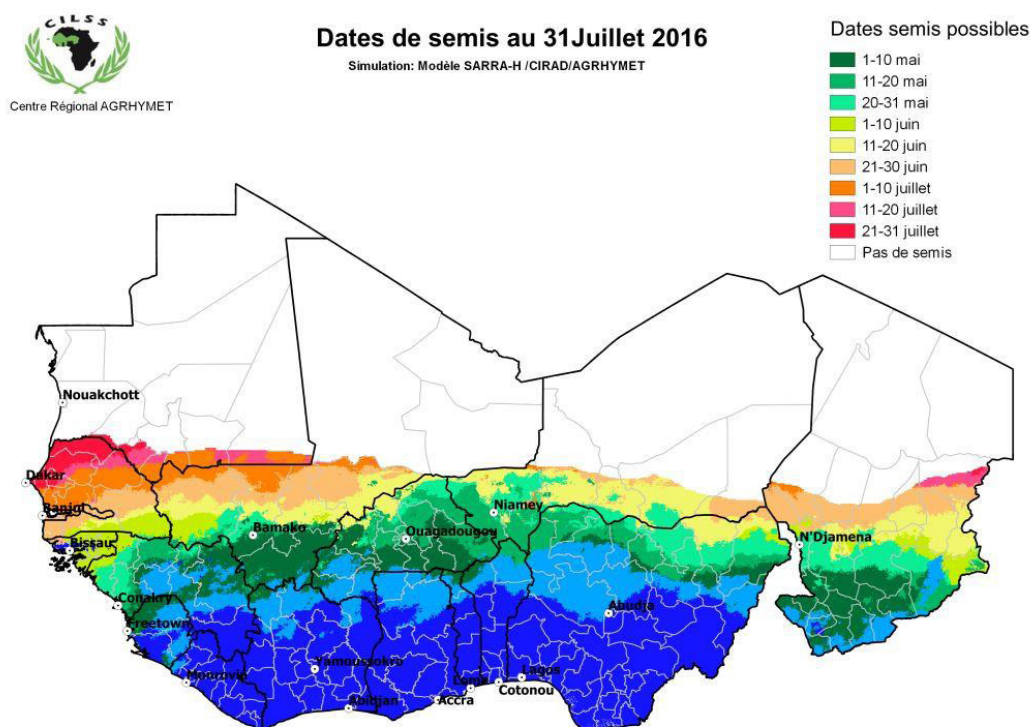 CILSS
Centre Régional AGRHYMET
Dates de semis au 31Juillet 2016
Simulation: Modèle SARRA-H /CIRAD/AGRHYMET
Dates semis possibles
1-10 mai
11-20 mai
20-31 mai
1-10 juin
11-20 juin
21-30 juin
1-10 juillet
11-20 juillet
21-31 juillet
Pas de semis
Nouakchott
Dakar
Banjul
Niamey
Bamako
Ouagadougou
Bissau
N'Djamena
Conakry
Abudja
Freetown
Yamoussokro
Monrovia
Lome
Lagos
Cotonou
Abidjan
Accra